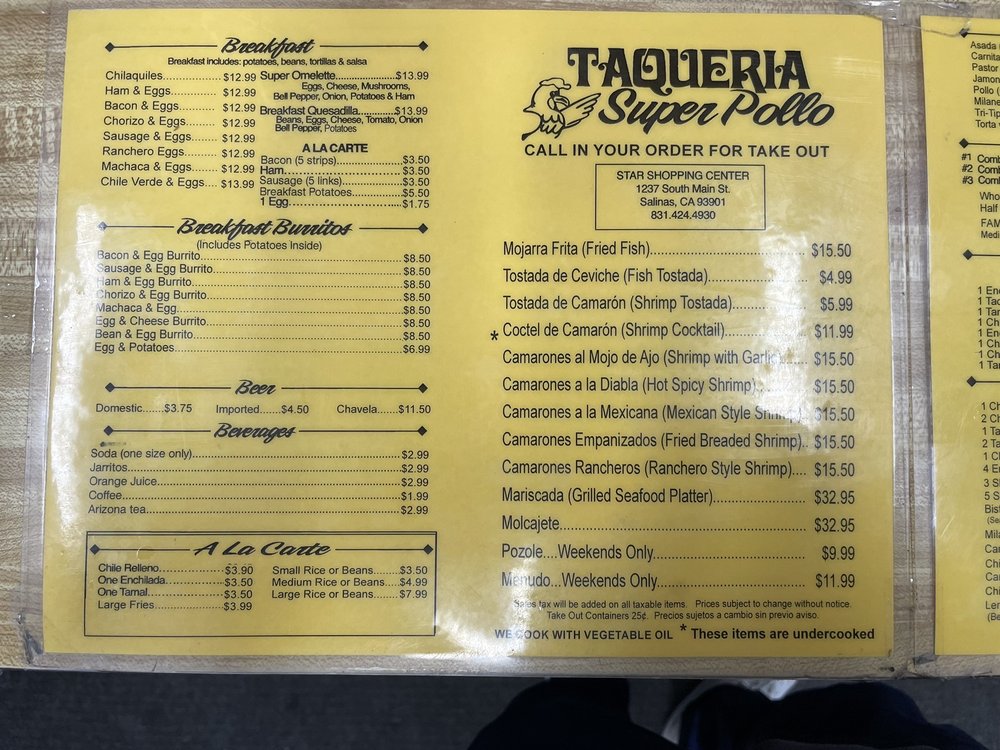 Breakfast
Breakfast includes: potatoes, beans, tortillas & salsa
Chilaquiles.............. $12.99
Ham & Eggs............ $12.99
Bacon & Eggs......... $12.99
Chorizo & Eggs....... $12.99
Sausage & Eggs..... $12.99
Ranchero Eggs........ $12.99
Machaca & Eggs...... $12.99
Chile Verde & Eggs.... $13.99
Super Omelette...............$13.99
Eggs, Cheese, Mushrooms,
Bell Pepper, Onion, Potatoes & Ham
Breakfast Quesadilla.............$13.99
Beans, Eggs, Cheese, Tomato, Onion
Bell Pepper, Potatoes
A LA CARTE
Bacon (5 strips)................$3.50
Ham...................................$3.50
Sausage (5 links)...............$3.50
Breakfast Potatoes.............$5.50
1 Egg.................................$1.75
Breakfast Burritos
(Includes Potatoes Inside)
Bacon & Egg Burrito.......................$8.50
Sausage & Egg Burrito....................$8.50
Ham & Egg Burrito..........................$8.50
Chorizo & Egg Burrito......................$8.50
Machaca & Egg...............................$8.50
Egg & Cheese Burrito......................$8.50
Bean & Egg Burrito..........................$8.50
Egg & Potatoes...............................$6.99
Beer
Domestic.......$3.75 Imported.......$4.50 Chavela.......$11.50
Beverages
Soda (one size only)........................$2.99
Jarritos.............................................$2.99
Orange Juice....................................$2.99
Coffee..............................................$1.99
Arizona tea.......................................$2.99
A La Carte
Chile Relleno................$3.90
One Enchilada..............$3.50
One Tamal....................$3.50
Large Fries...................$3.99
Small Rice or Beans.......$3.50
Medium Rice or Beans.....$4.99
Large Rice or Beans.......$7.99
TAQUERIA
Super Pollo
CALL IN YOUR ORDER FOR TAKE OUT
STAR SHOPPING CENTER
1237 South Main St.
Salinas, CA 93901
831.424.4930
Mojarra Frita (Fried Fish)................................. $15.50
Tostada de Ceviche (Fish Tostada)................... $4.99
Tostada de Camarón (Shrimp Tostada).............. $5.99
* Coctel de Camarón (Shrimp Cocktail)................ $11.99
Camarones al Mojo de Ajo (Shrimp with Garlic)...... $15.50
Camarones a la Diabla (Hot Spicy Shrimp)........ $15.50
Camarones a la Mexicana (Mexican Style Shrimp).. $15.50
Camarones Empanizados (Fried Breaded Shrimp).. $15.50
Camarones Rancheros (Ranchero Style Shrimp).... $15.50
Mariscada (Grilled Seafood Platter)................... $32.95
Molcajete...................................................... $32.95
Pozole....Weekends Only................................. $9.99
Menudo...Weekends Only................................ $11.99
Sales tax will be added on all taxable items. Prices subject to change without notice.
Take Out Containers 25¢. Precios sujetos a cambio sin previo aviso.
WE COOK WITH VEGETABLE OIL * These items are undercooked
Asada
Carnita
Pastor
Jamon
Pollo (
Milane
Tri-Tip
Torta
#1 Comb
#2 Comb
#3 Comb
Who
Half
FAM
Medi